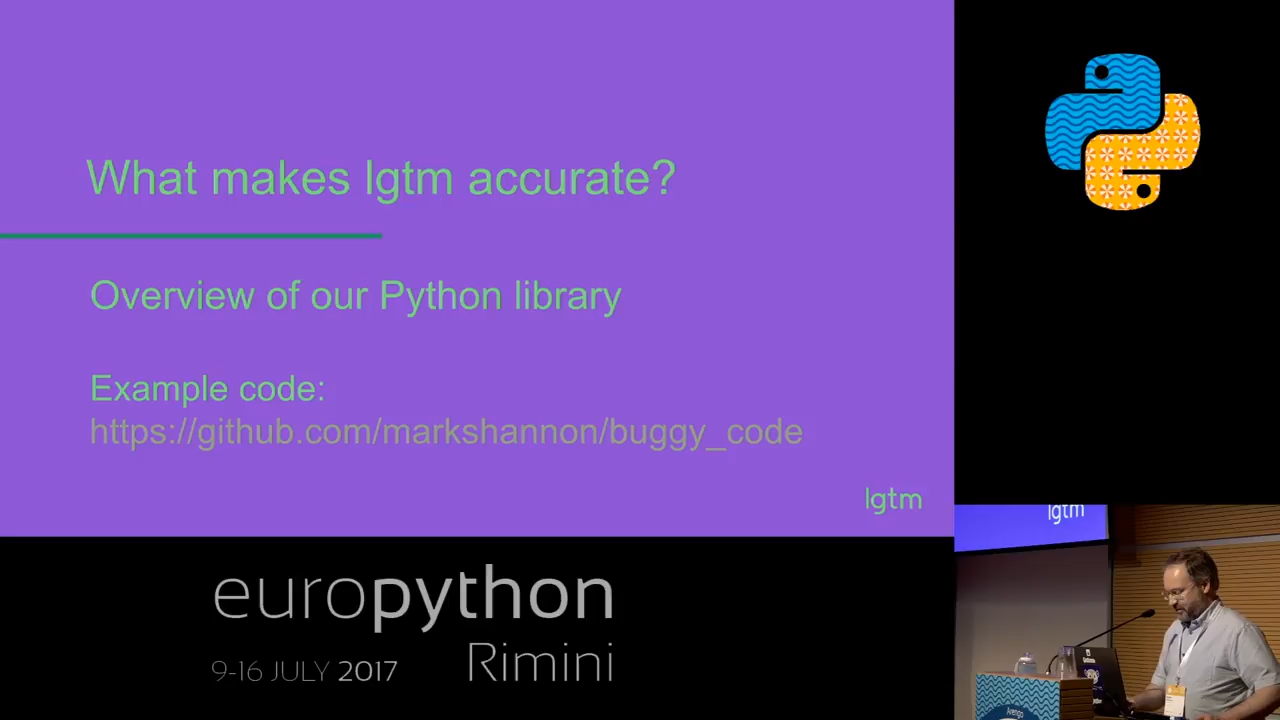 What makes lgtm accurate?
Overview of our Python library
Example code:
https://github.com/markshannon/buggy_code
lgtm
europython
9-16 JULY 2017
Rimini
lgtm